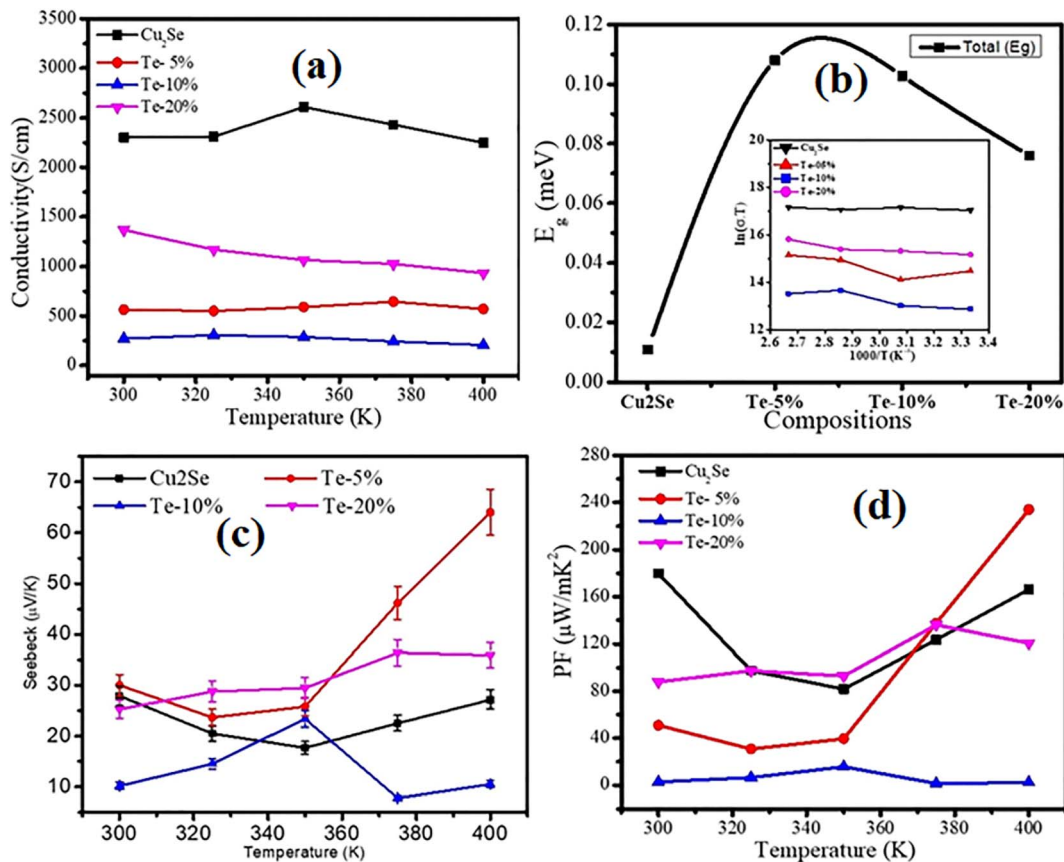 (a)
Cu₂Se
Te- 5%
Te-10%
Te-20%
3500
3000
2500
2000
1500
1000
500
0
Conductivity(S/cm)
300 320 340 360 380 400
Temperature (K)
(b)
Total (Eg)
0.12
0.10
0.08
0.06
0.04
0.02
0.00
E_g (meV)
Cu2Se Te-5% Te-10% Te-20%
Compositions
Cu₂Se
Te-05%
Te-10%
Te-20%
20
18
16
14
12
ln(σ.T)
2.6 2.7 2.8 2.9 3.0 3.1 3.2 3.3 3.4
1000/T (K⁻¹)
(c)
Cu2Se Te-5%
Te-10% Te-20%
70
60
50
40
30
20
10
Seebeck (μV/K)
300 320 340 360 380 400
Temperature (K)
(d)
Cu₂Se
Te- 5%
Te-10%
Te-20%
280
240
200
160
120
80
40
0
PF (μW/mK²)
300 320 340 360 380 400
Temperature (K)